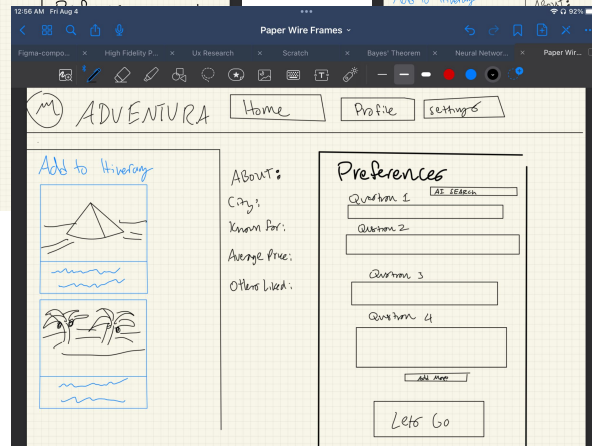 12:56 AM Fri Aug 4
92%
Paper Wire Frames
Figma-compo...
High Fidelity P...
Ux Research
Scratch
Bayes' Theorem
Neural Networ...
Paper Wir...
M ADVENTURA
Home
Profile
settings
Add to Itinerary
ABOUT:
City:
Known for:
Average Price:
Others Liked:
Preferences
AI SEARCH
Question 1
Question 2
Question 3
Question 4
Add More
Lets Go